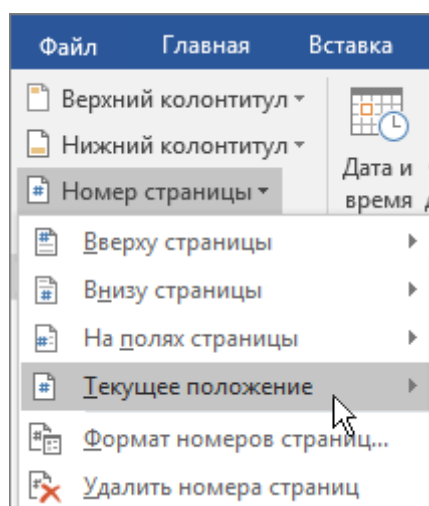 Файл Главная Вставка
Верхний колонтитул
Нижний колонтитул
Номер страницы
Дата и
время
Вверху страницы
Внизу страницы
На полях страницы
Текущее положение
Формат номеров страниц...
Удалить номера страниц